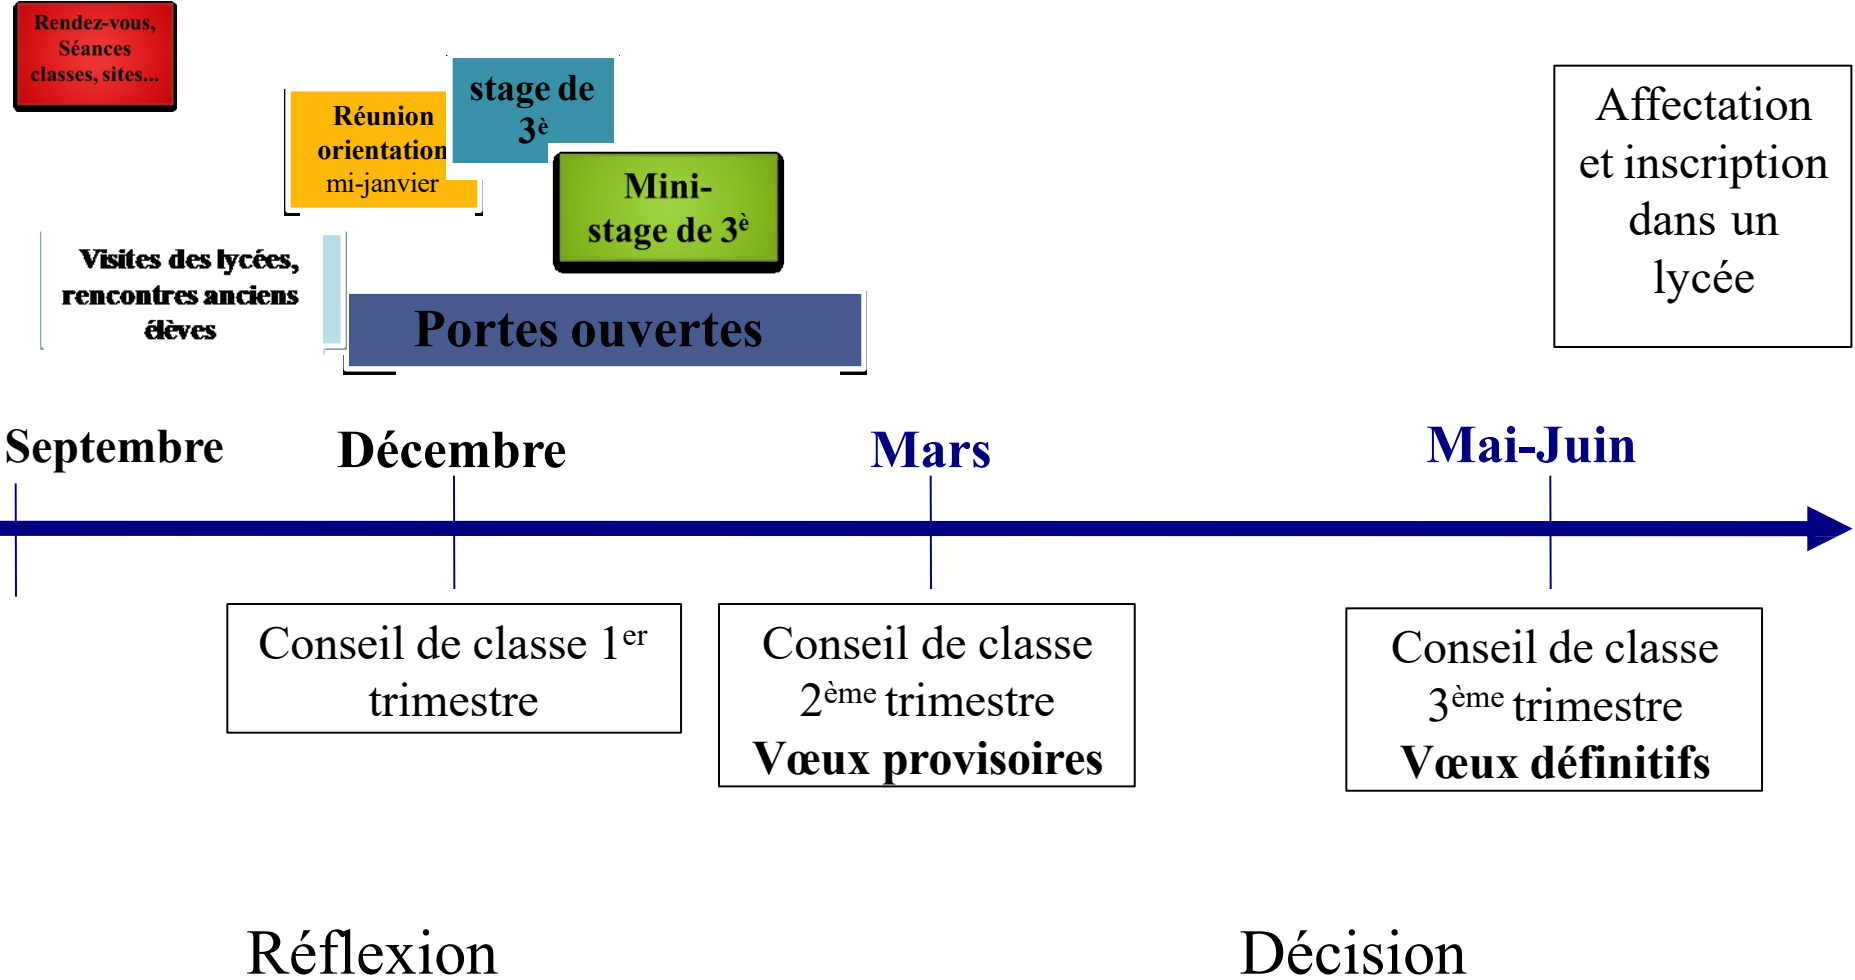 Rendez-vous,
Séances
classes, sites...
Réunion
orientation
mi-janvier
stage de
3è
Mini-
stage de 3è
Visites des lycées,
rencontres anciens
élèves
Portes ouvertes
Affectation
et inscription
dans un
lycée
Septembre
Décembre
Mars
Mai-Juin
Conseil de classe 1er
trimestre
Conseil de classe
2ème trimestre
Vœux provisoires
Conseil de classe
3ème trimestre
Vœux définitifs
Réflexion
Décision